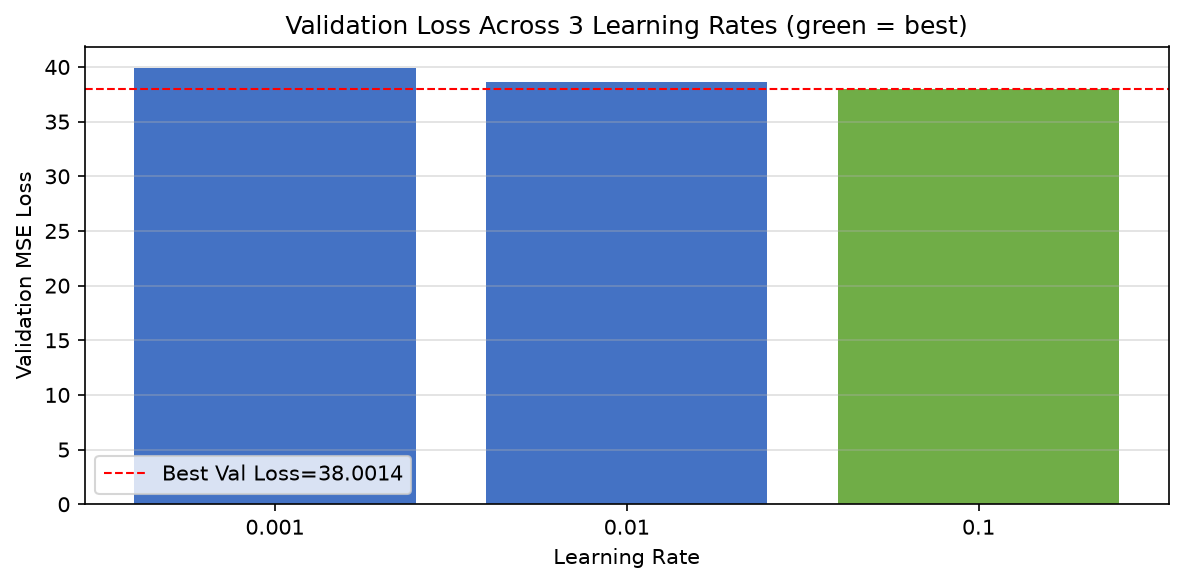 Validation Loss Across 3 Learning Rates (green = best)
Validation MSE Loss
40
35
30
25
20
15
10
5
0
Best Val Loss=38.0014
0.001 0.01 0.1
Learning Rate